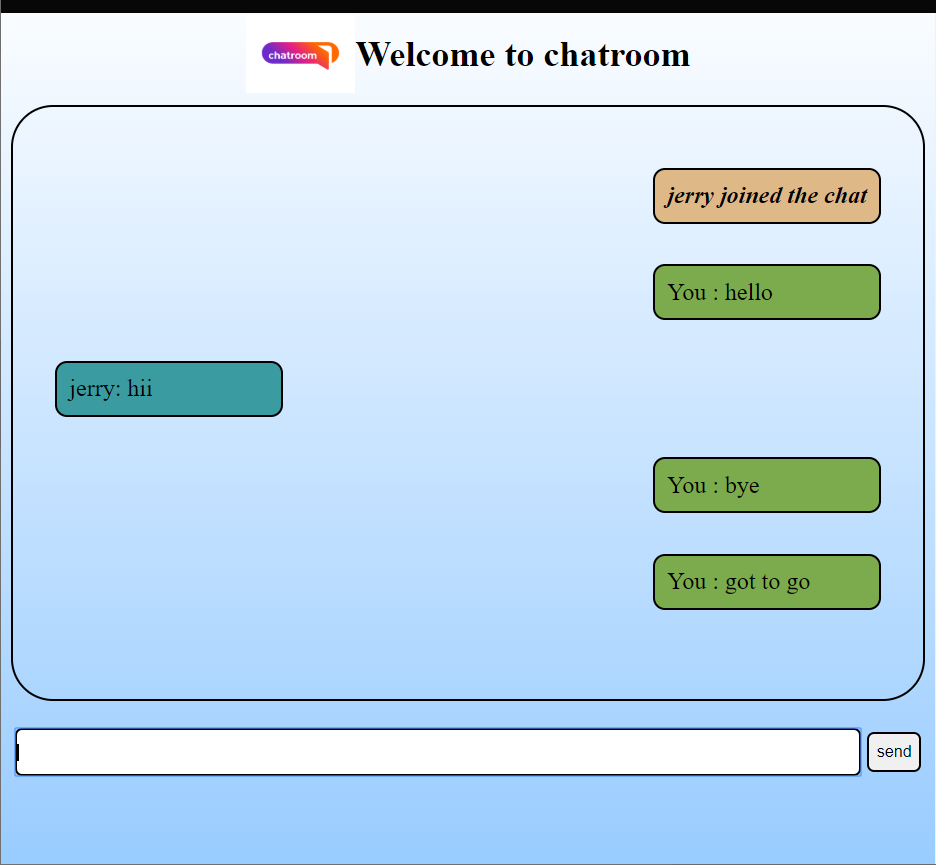 chatroom
Welcome to chatroom
jerry joined the chat
You : hello
jerry: hii
You : bye
You : got to go
send